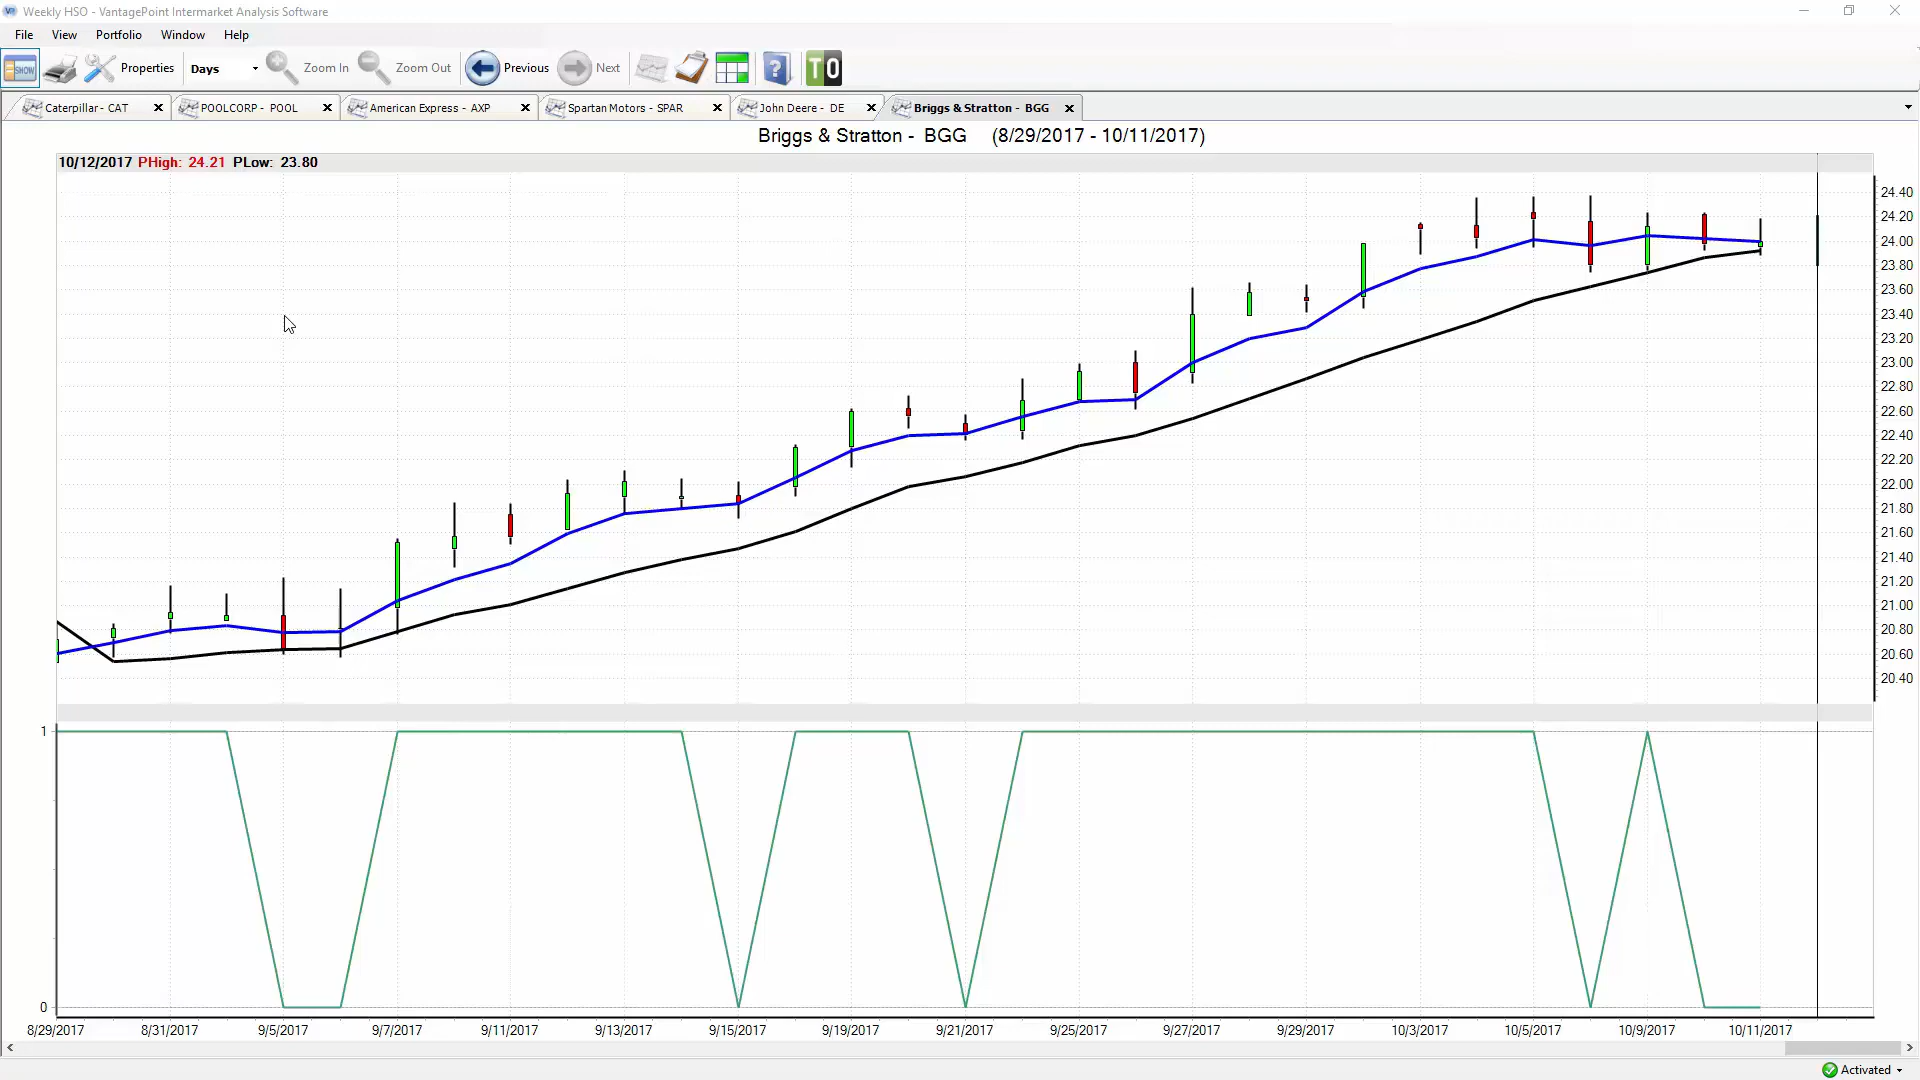 Weekly HSO - VantagePoint Intermarket Analysis Software
File View Portfolio Window Help
SHOW Properties Days Zoom In Zoom Out Previous Next ? TO
Caterpillar - CAT POOLCORP - POOL American Express - AXP Spartan Motors - SPAR John Deere - DE Briggs & Stratton - BGG
Briggs & Stratton - BGG (8/29/2017 - 10/11/2017)
10/12/2017 PHigh: 24.21 PLow: 23.80
24.40
24.20
24.00
23.80
23.60
23.40
23.20
23.00
22.80
22.60
22.40
22.20
22.00
21.80
21.60
21.40
21.20
21.00
20.80
20.60
20.40
1
0
8/29/2017 8/31/2017 9/5/2017 9/7/2017 9/11/2017 9/13/2017 9/15/2017 9/19/2017 9/21/2017 9/25/2017 9/27/2017 9/29/2017 10/3/2017 10/5/2017 10/9/2017 10/11/2017
Activated